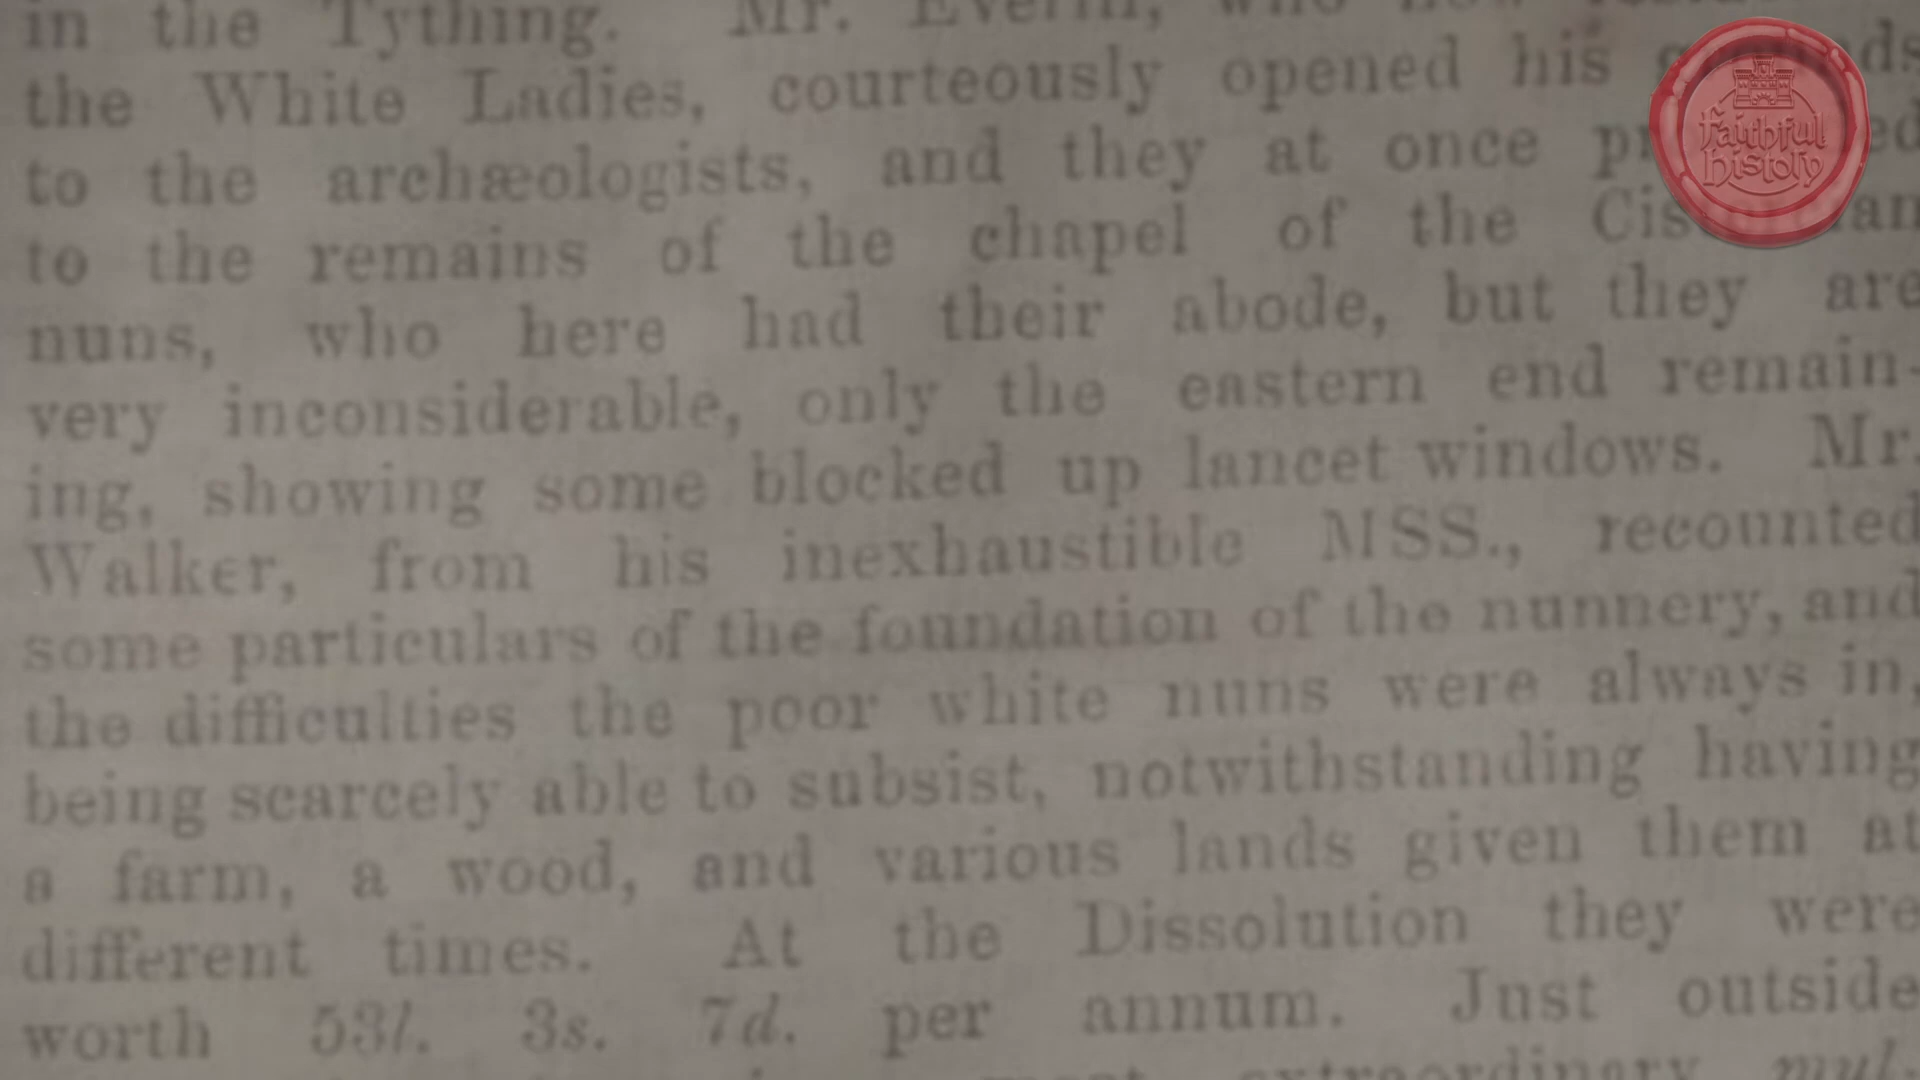 in the Tything. Mr.
the White Ladies, courteously opened his
to the archæologists, and they at once
to the remains of the chapel of the
nuns, who here had their abode, but they are
very inconsiderable, only the eastern end remain-
ing, showing some blocked up lancet windows. Mr.
Walker, from his inexhaustible MSS., recounted
some particulars of the foundation of the nunnery, and
the difficulties the poor white nuns were always in,
being scarcely able to subsist, notwithstanding having
a farm, a wood, and various lands given them at
different times. At the Dissolution they were
worth 53l. 3s. 7d. per annum. Just outside
extraordinary
faithful
history